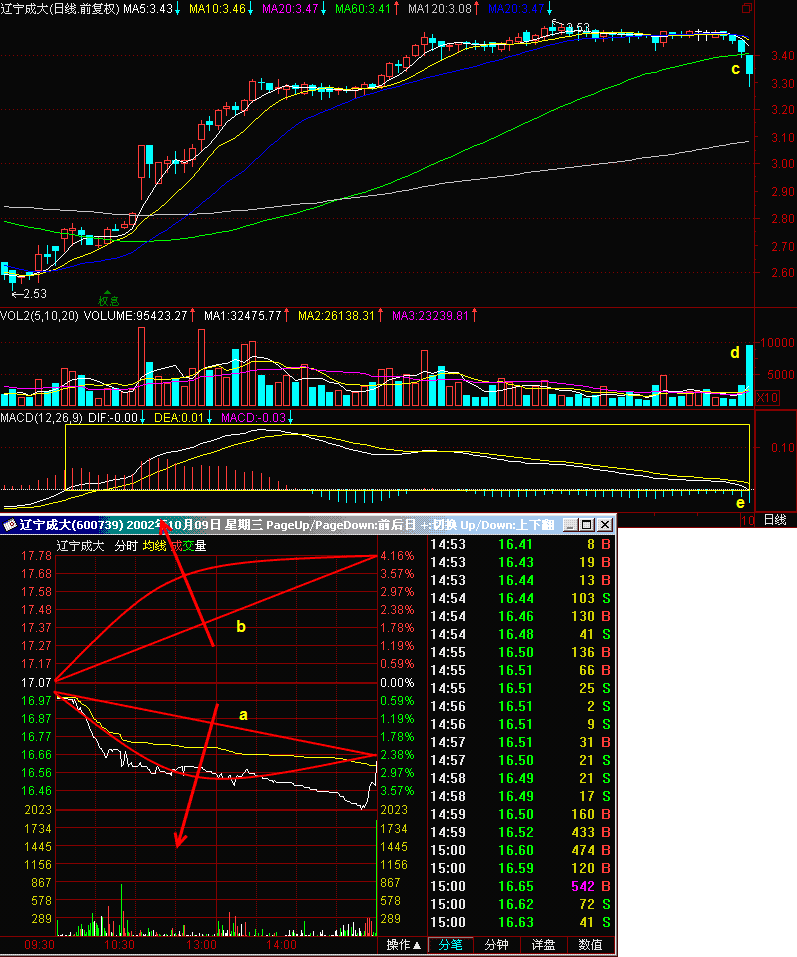 辽宁成大(日线.前复权) MA5:3.43↓ MA10:3.46↓ MA20:3.47↓ MA60:3.41↑ MA120:3.08↑ MA20:3.47↓
←3.53
3.40
c
3.30
3.20
3.10
3.00
2.90
2.80
2.70
2.60
←2.53
权息
VOL2(5,10,20) VOLUME:95423.27↑ MA1:32475.77↑ MA2:26138.31↑ MA3:23239.81↑
10000
d
5000
X10
MACD(12,26,9) DIF:-0.00↓ DEA:0.01↓ MACD:-0.03↓
0.10
e
10 日线
辽宁成大(600739) 2002年10月09日 星期三 PageUp/PageDown:前后日 +:切换 Up/Down:上下翻
辽宁成大 分时 均线 成交量
17.78 4.16%
17.68 3.57%
17.58 2.97%
17.48 2.38%
17.37 1.78%
b
17.27 1.19%
17.17 0.59%
17.07 0.00%
16.97 0.59%
a
16.87 1.19%
16.77 1.78%
16.66 2.38%
16.56 2.97%
16.46 3.57%
2023 2023
1734 1734
1445 1445
1156 1156
867 867
578 578
289 289
09:30 10:30 13:00 14:00
14:53 16.41 8 B
14:53 16.43 19 B
14:53 16.44 13 B
14:54 16.44 103 S
14:54 16.46 130 B
14:54 16.48 41 S
14:55 16.50 136 B
14:55 16.51 66 B
14:55 16.51 25 S
14:56 16.51 2 S
14:56 16.51 9 S
14:57 16.51 31 B
14:57 16.50 21 S
14:58 16.49 21 S
14:58 16.49 17 S
14:59 16.50 160 B
14:59 16.52 433 B
15:00 16.60 474 B
15:00 16.59 120 B
15:00 16.65 542 B
15:00 16.62 72 S
15:00 16.63 41 S
操作▲ 分笔 分钟 详盘 数值